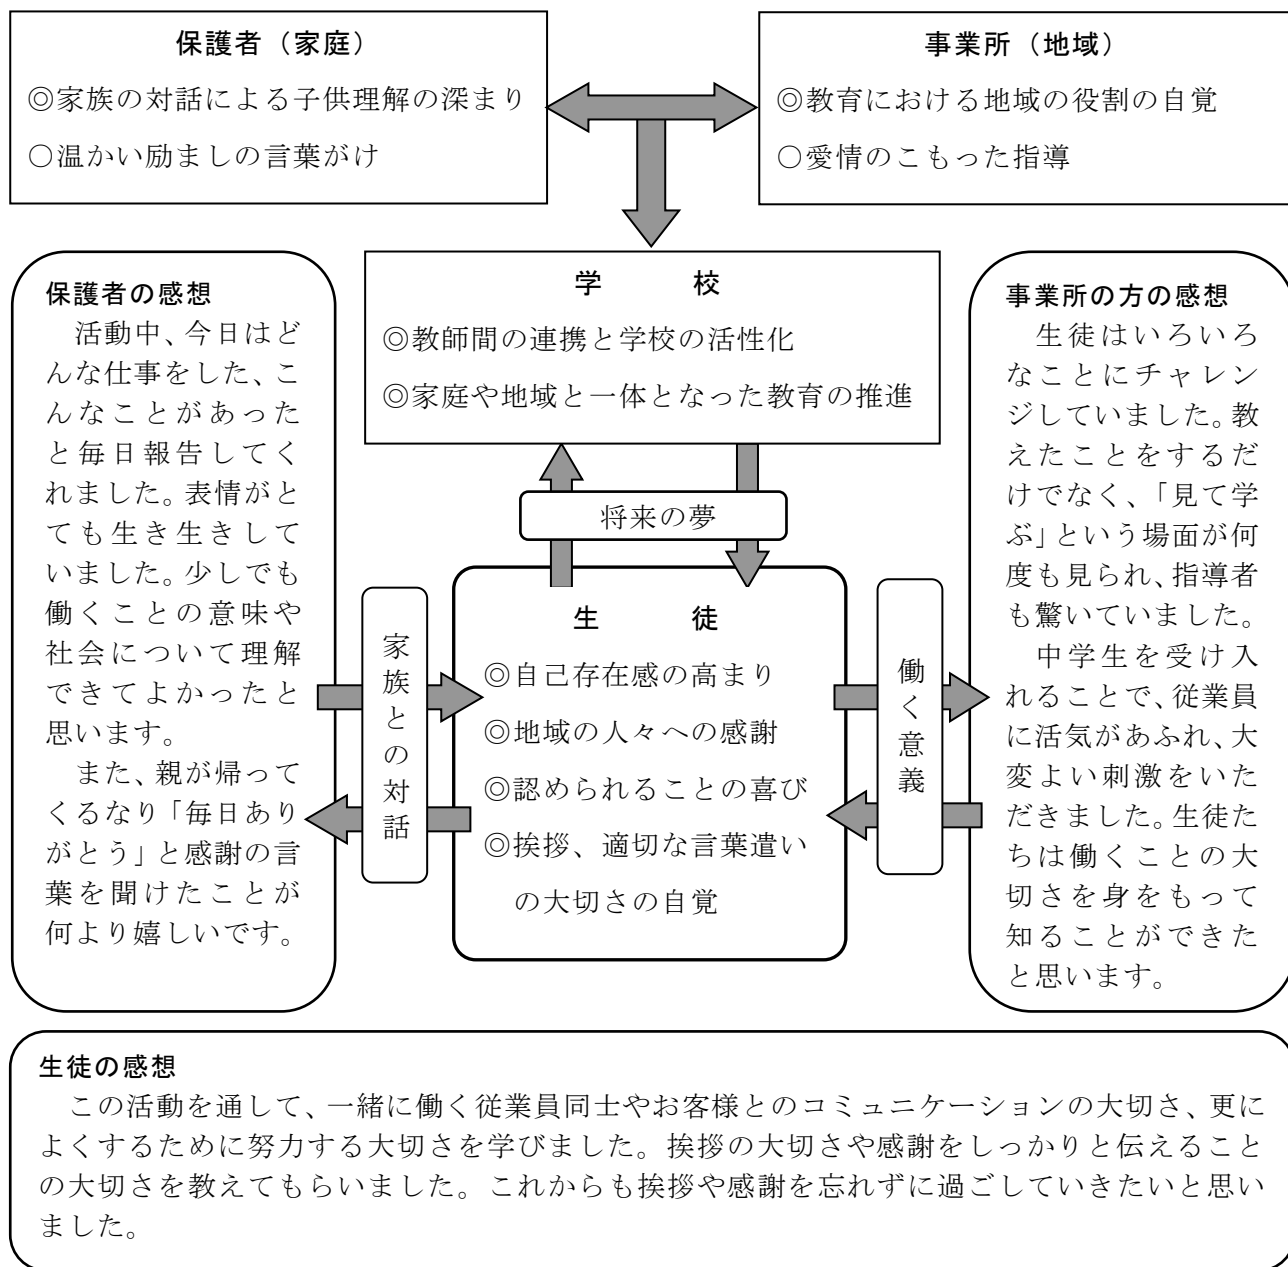 保護者（家庭）
◎家族の対話による子供理解の深まり
○温かい励ましの言葉がけ
事業所（地域）
◎教育における地域の役割の自覚
○愛情のこもった指導
学　　校
◎教師間の連携と学校の活性化
◎家庭や地域と一体となった教育の推進
保護者の感想
　活動中、今日はど
んな仕事をした、こ
んなことがあった
と毎日報告してく
れました。表情がと
ても生き生きして
いました。少しでも
働くことの意味や
社会について理解
できてよかったと
思います。
　また、親が帰って
くるなり「毎日あり
がとう」と感謝の言
葉を聞けたことが
何より嬉しいです。
将来の夢
家族との対話
生　　徒
◎自己存在感の高まり
◎地域の人々への感謝
◎認められることの喜び
◎挨拶、適切な言葉遣い
の大切さの自覚
働く意義
事業所の方の感想
　生徒はいろいろ
なことにチャレン
ジしていました。教
えたことをするだ
けでなく、「見て学
ぶ」という場面が何
度も見られ、指導者
も驚いていました。
　中学生を受け入
れることで、従業員
に活気があふれ、大
変よい刺激をいた
だきました。生徒た
ちは働くことの大
切さを身をもって
知ることができた
と思います。
生徒の感想
　この活動を通して、一緒に働く従業員同士やお客様とのコミュニケーションの大切さ、更に
よくするために努力する大切さを学びました。挨拶の大切さや感謝をしっかりと伝えること
の大切さを教えてもらいました。これからも挨拶や感謝を忘れずに過ごしていきたいと思い
ました。